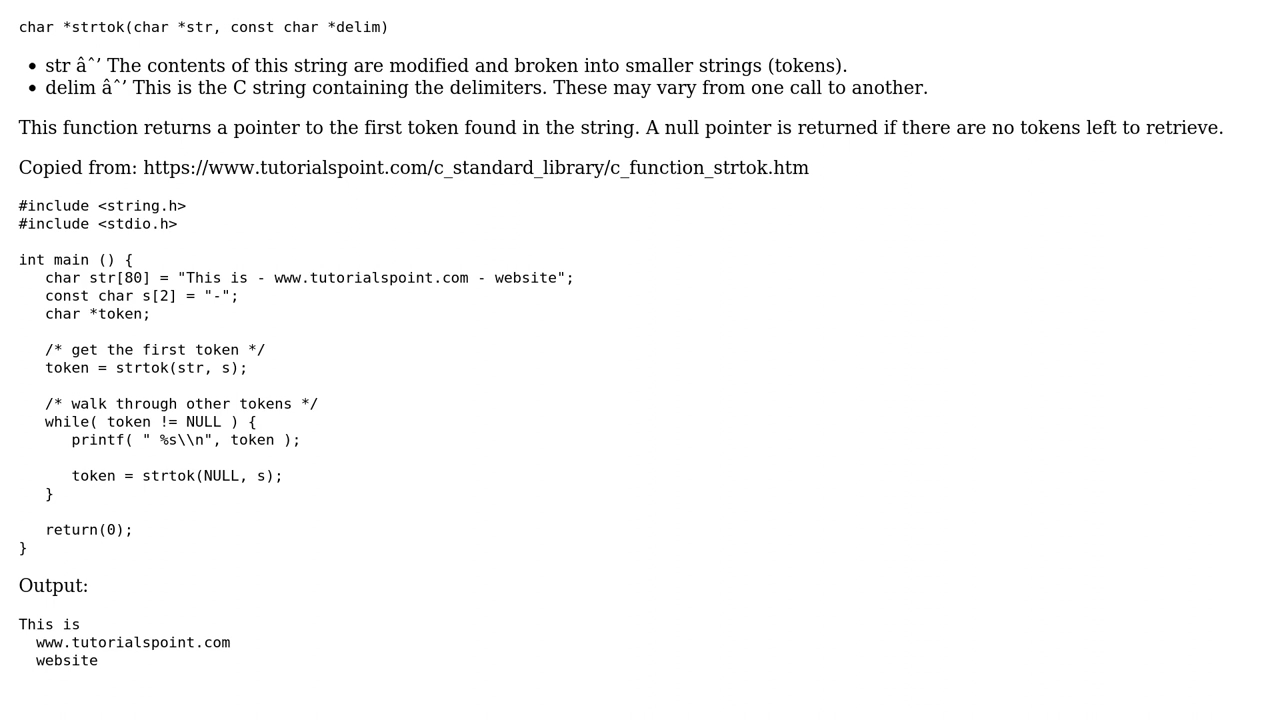 char *strtok(char *str, const char *delim)
• str âˆ’ The contents of this string are modified and broken into smaller strings (tokens).
• delim âˆ’ This is the C string containing the delimiters. These may vary from one call to another.
This function returns a pointer to the first token found in the string. A null pointer is returned if there are no tokens left to retrieve.
Copied from: https://www.tutorialspoint.com/c_standard_library/c_function_strtok.htm
#include <string.h>
#include <stdio.h>
int main () {
   char str[80] = "This is - www.tutorialspoint.com - website";
   const char s[2] = "-";
   char *token;
   /* get the first token */
   token = strtok(str, s);
   /* walk through other tokens */
   while( token != NULL ) {
      printf( " %s\\n", token );
      token = strtok(NULL, s);
   }
   return(0);
}
Output:
This is
  www.tutorialspoint.com
  website